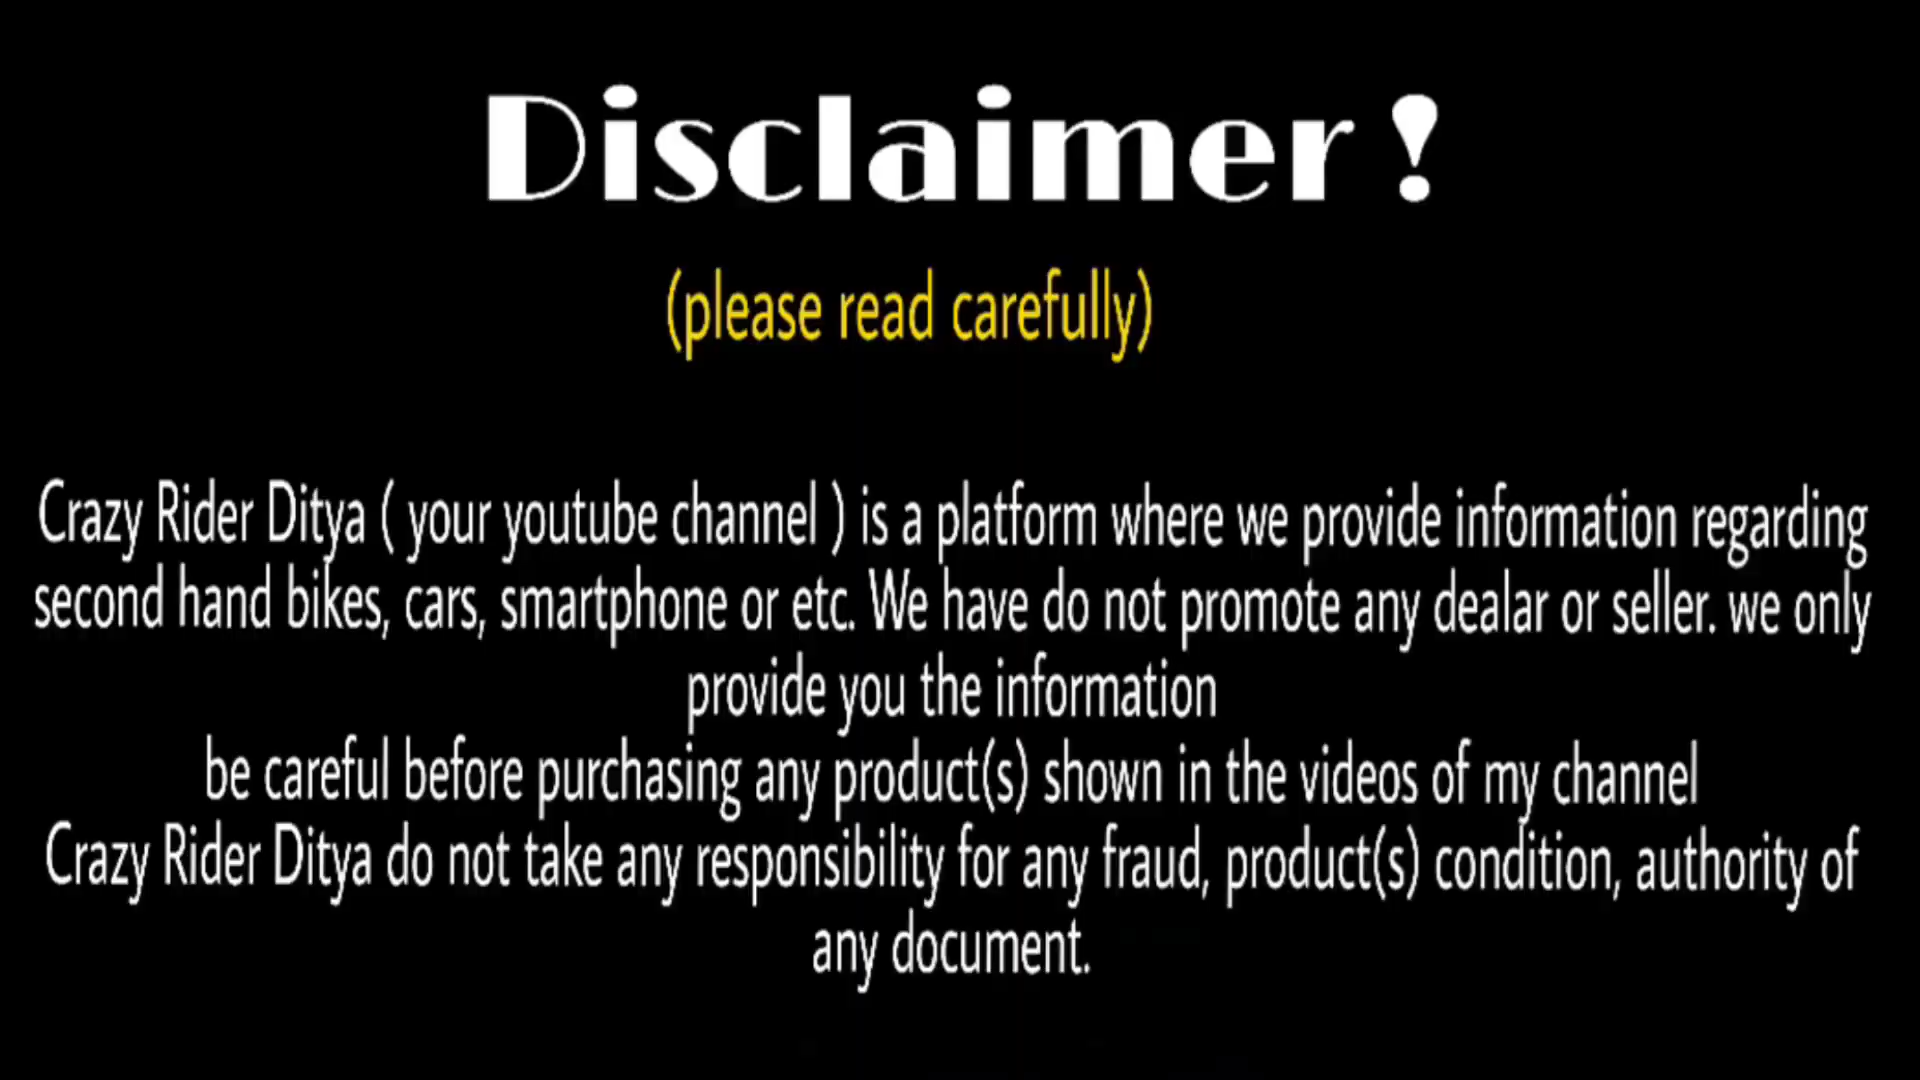 Disclaimer !
(please read carefully)
Crazy Rider Ditya ( your youtube channel ) is a platform where we provide information regarding
second hand bikes, cars, smartphone or etc. We have do not promote any dealar or seller. we only
provide you the information
be careful before purchasing any product(s) shown in the videos of my channel
Crazy Rider Ditya do not take any responsibility for any fraud, product(s) condition, authority of
any document.